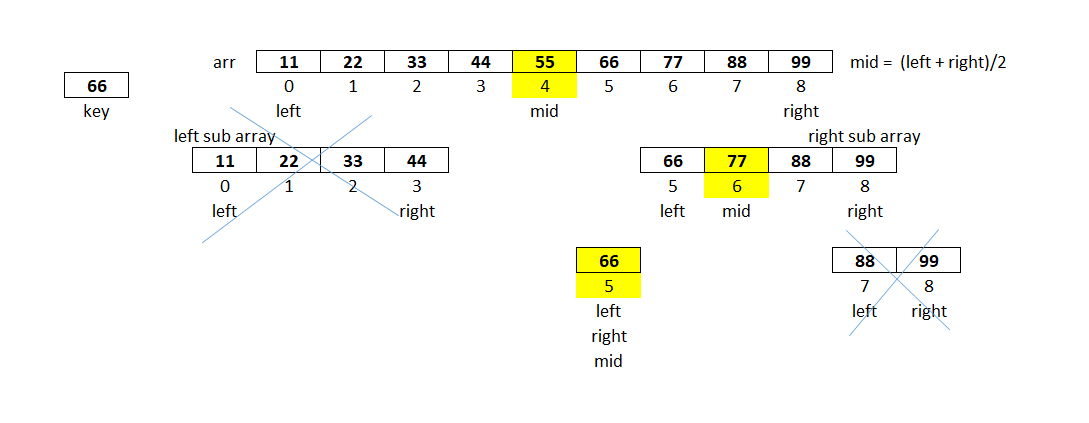 arr 11 22 33 44 55 66 77 88 99 mid = (left + right)/2
66 0 1 2 3 4 5 6 7 8
key left mid right
left sub array right sub array
11 22 33 44 66 77 88 99
0 1 2 3 5 6 7 8
left right left mid right
66 88 99
5 7 8
left left right
right
mid